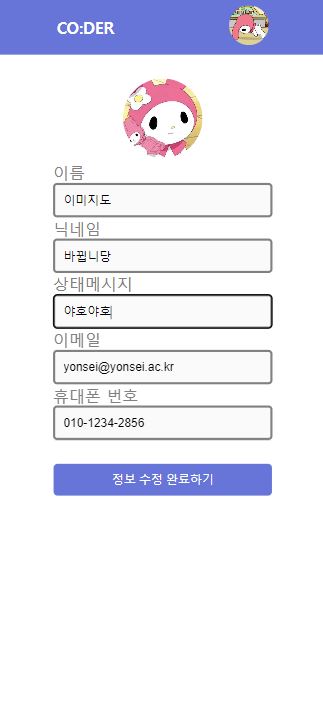 CO:DER
이름
이미지도
닉네임
바뀝니당
상태메시지
야호야호
이메일
yonsei@yonsei.ac.kr
휴대폰 번호
010-1234-2856
정보 수정 완료하기